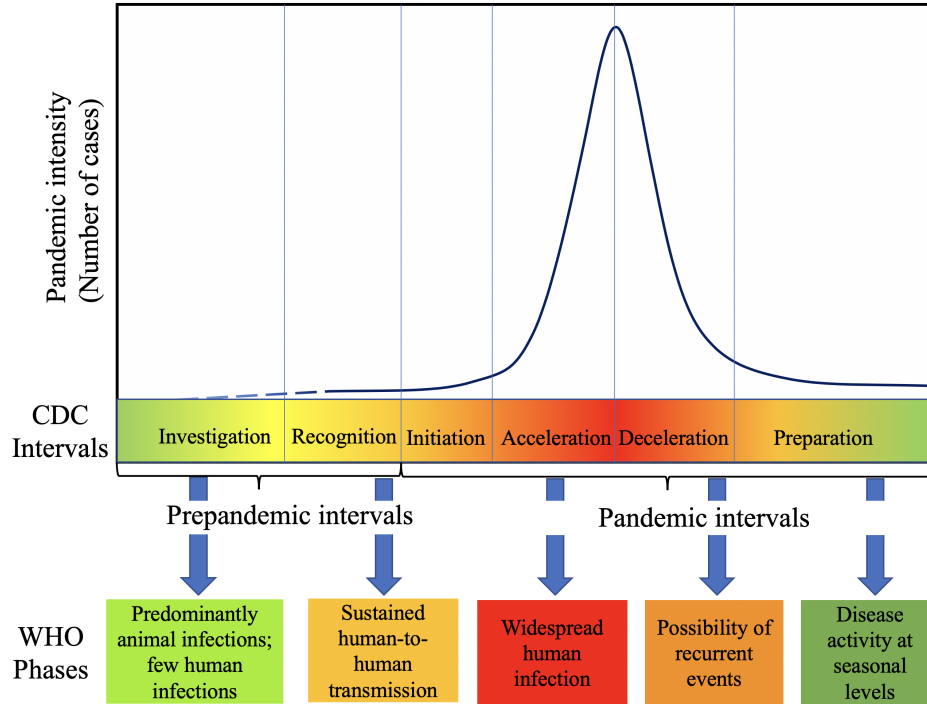 Pandemic intensity
(Number of cases)
CDC
Intervals
Investigation
Recognition
Initiation
Acceleration
Deceleration
Preparation
Prepandemic intervals
Pandemic intervals
WHO
Phases
Predominantly
animal infections;
few human
infections
Sustained
human-to-
human
transmission
Widespread
human
infection
Possibility of
recurrent
events
Disease
activity at
seasonal
levels